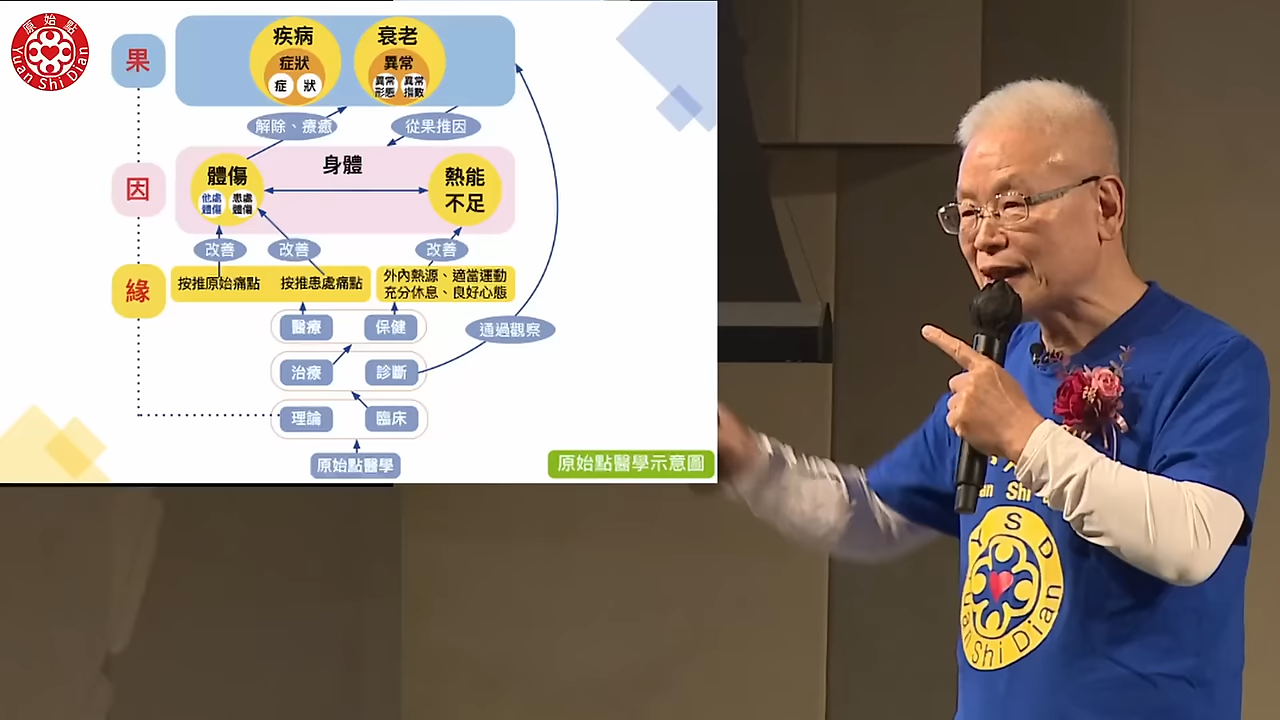 原始點
Yuan Shi Dian
果
疾病
症狀
症
狀
衰老
異常
異常
形態
異常
指數
解除、療癒
從果推因
因
身體
體傷
他處
體傷
患處
體傷
熱能
不足
改善
改善
改善
緣
按推原始痛點
按推患處痛點
外內熱源、適當運動
充分休息、良好心態
醫療
保健
通過觀察
治療
診斷
理論
臨床
原始點醫學
原始點醫學示意圖
Y S D
Yuan Shi Dian